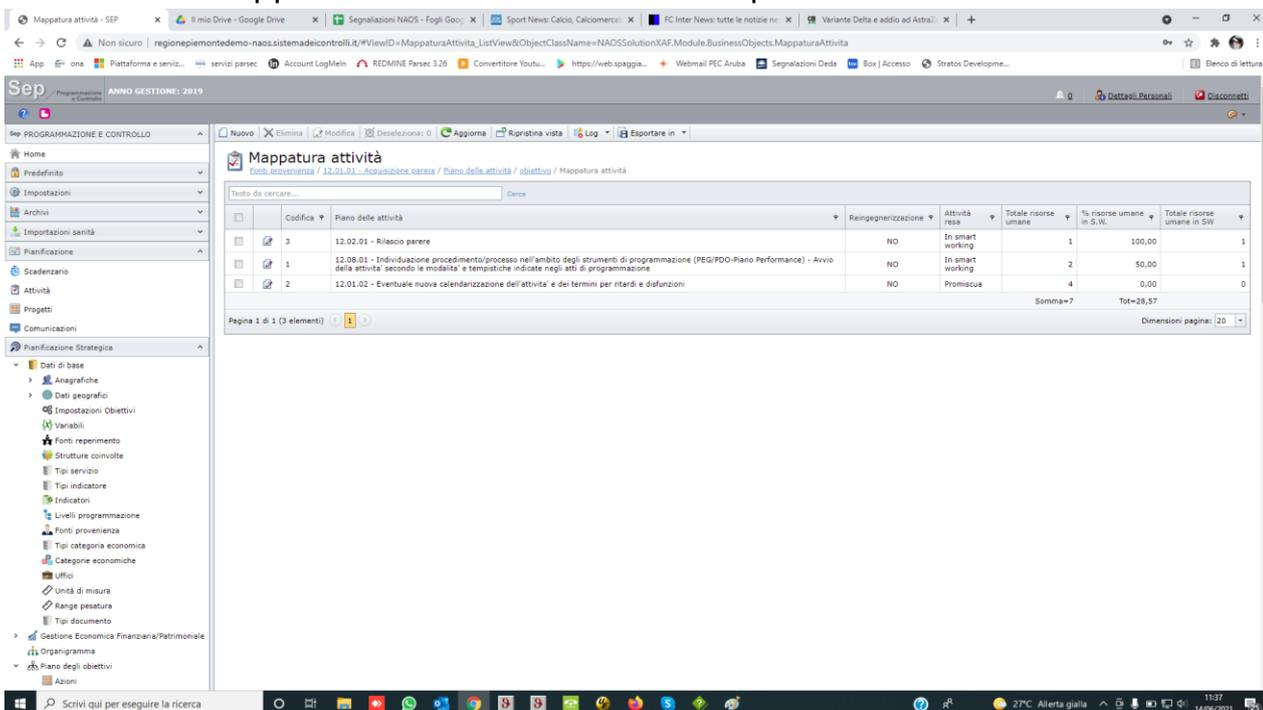 Mappatura attività - SEP
Il mio Drive - Google Drive
Segnaliazioni NAOS - Fogli Goog
Sport News: Calcio, Calciomercat
FC Inter News: tutte le notizie ne
Variante Delta e addio ad AstraZ
Non sicuro | regionepiemontedemo-naos.sistemadeicontrolli.it/#ViewID=MappaturaAttivita_ListView&ObjectClassName=NAOSSolutionXAF.Module.BusinessObjects.MappaturaAttivita
App
ona
Piattaforma e serviz...
servizi parsec
Account LogMeIn
REDMINE Parsec 3.26
Convertitore Youtu...
https://web.spaggia...
Webmail PEC Aruba
Segnalazioni Deda
Box | Accesso
Stratos Developme...
Elenco di lettura
Sep Programmazione e Controllo
ANNO GESTIONE: 2019
0
Dettagli Personali
Disconnetti
Sep PROGRAMMAZIONE E CONTROLLO
Nuovo
Elimina
Modifica
Deseleziona: 0
Aggiorna
Ripristina vista
Log
Esportare in
Home
Predefinito
Impostazioni
Archivi
Importazioni sanità
Pianificazione
Scadenzario
Attività
Progetti
Comunicazioni
Pianificazione Strategica
Dati di base
Anagrafiche
Dati geografici
Impostazioni Obiettivi
Variabili
Fonti reperimento
Strutture coinvolte
Tipi servizio
Tipi indicatore
Indicatori
Livelli programmazione
Fonti provenienza
Tipi categoria economica
Categorie economiche
Uffici
Unità di misura
Range pesatura
Tipi documento
Gestione Economica Finanziaria/Patrimoniale
Organigramma
Piano degli obiettivi
Azioni
Mappatura attività
Fonti provenienza / 12.01.01 - Acquisizione parere / Piano delle attività / obiettivo / Mappatura attività
Testo da cercare...
Cerca
Codifica
Piano delle attività
Reingegnerizzazione
Attività resa
Totale risorse umane
% risorse umane in S.W.
Totale risorse umane in SW
3
12.02.01 - Rilascio parere
NO
In smart working
1
100,00
1
1
12.08.01 - Individuazione procedimento/processo nell'ambito degli strumenti di programmazione (PEG/PDO-Piano Performance) - Avvio
della attivita' secondo le modalita' e tempistiche indicate negli atti di programmazione
NO
In smart working
2
50,00
1
2
12.01.02 - Eventuale nuova calendarizzazione dell'attivita' e dei termini per ritardi e disfunzioni
NO
Promiscua
4
0,00
0
Somma=7
Tot=28,57
Pagina 1 di 1 (3 elementi)
1
Dimensioni pagina: 20
Scrivi qui per eseguire la ricerca
27°C Allerta gialla
11:37
14/06/2021